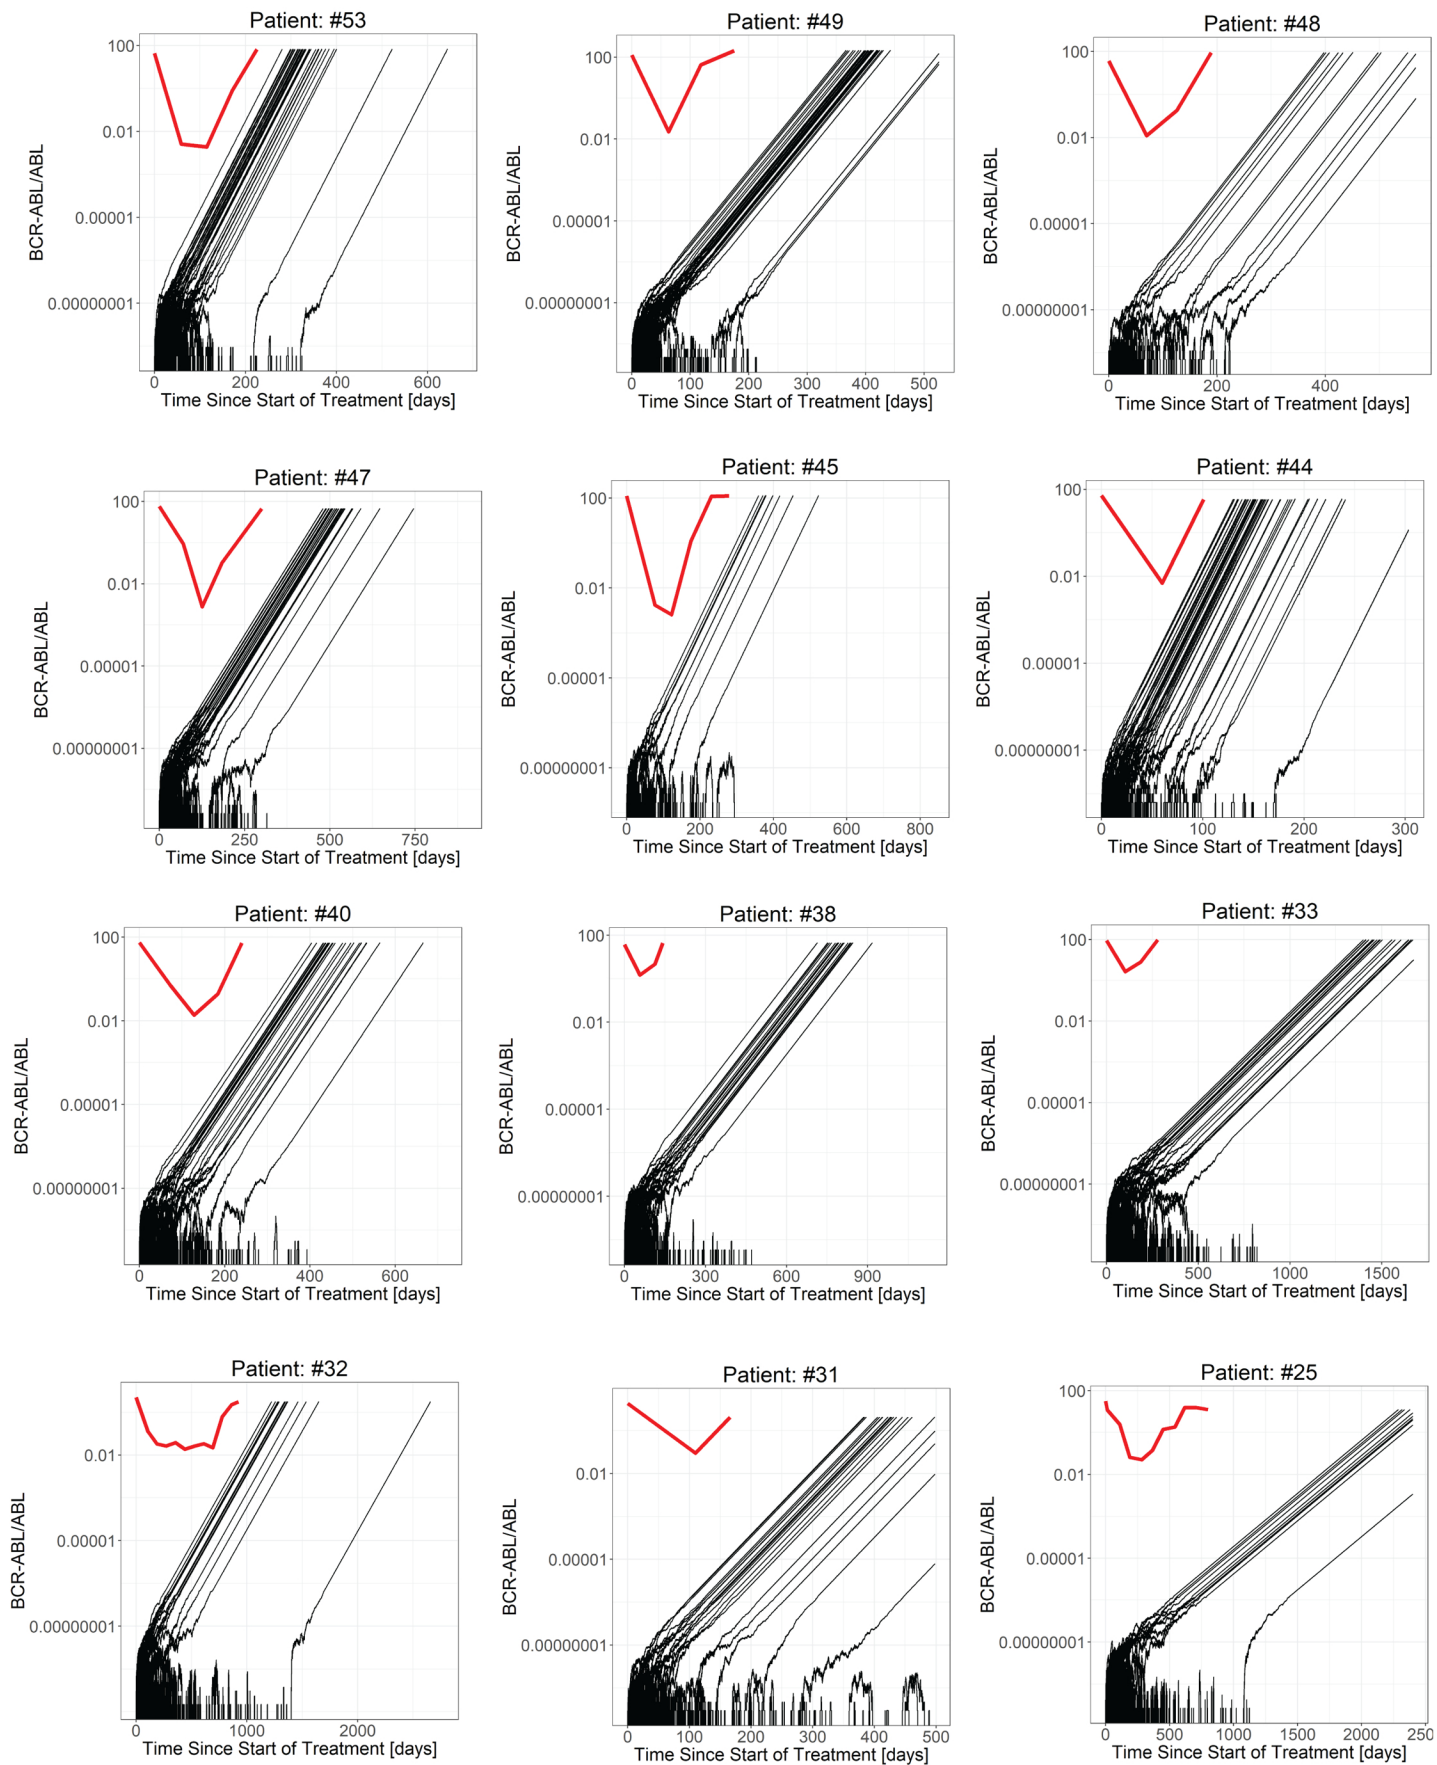 Patient: #53
100
0.01
0.00001
0.00000001
BCR-ABL/ABL
0 200 400 600
Time Since Start of Treatment [days]
Patient: #49
100
0.01
0.00001
0.00000001
BCR-ABL/ABL
0 100 200 300 400 500
Time Since Start of Treatment [days]
Patient: #48
100
0.01
0.00001
0.00000001
BCR-ABL/ABL
0 200 400
Time Since Start of Treatment [days]
Patient: #47
100
0.01
0.00001
0.00000001
BCR-ABL/ABL
0 250 500 750
Time Since Start of Treatment [days]
Patient: #45
100
0.01
0.00001
0.00000001
BCR-ABL/ABL
0 200 400 600 800
Time Since Start of Treatment [days]
Patient: #44
100
0.01
0.00001
0.00000001
BCR-ABL/ABL
0 100 200 300
Time Since Start of Treatment [days]
Patient: #40
100
0.01
0.00001
0.00000001
BCR-ABL/ABL
0 200 400 600
Time Since Start of Treatment [days]
Patient: #38
100
0.01
0.00001
0.00000001
BCR-ABL/ABL
0 300 600 900
Time Since Start of Treatment [days]
Patient: #33
100
0.01
0.00001
0.00000001
BCR-ABL/ABL
0 500 1000 1500
Time Since Start of Treatment [days]
Patient: #32
0.01
0.00001
0.00000001
BCR-ABL/ABL
0 1000 2000
Time Since Start of Treatment [days]
Patient: #31
0.01
0.00001
0.00000001
BCR-ABL/ABL
0 100 200 300 400 500
Time Since Start of Treatment [days]
Patient: #25
100
0.01
0.00001
0.00000001
BCR-ABL/ABL
0 500 1000 1500 2000 250
Time Since Start of Treatment [days]